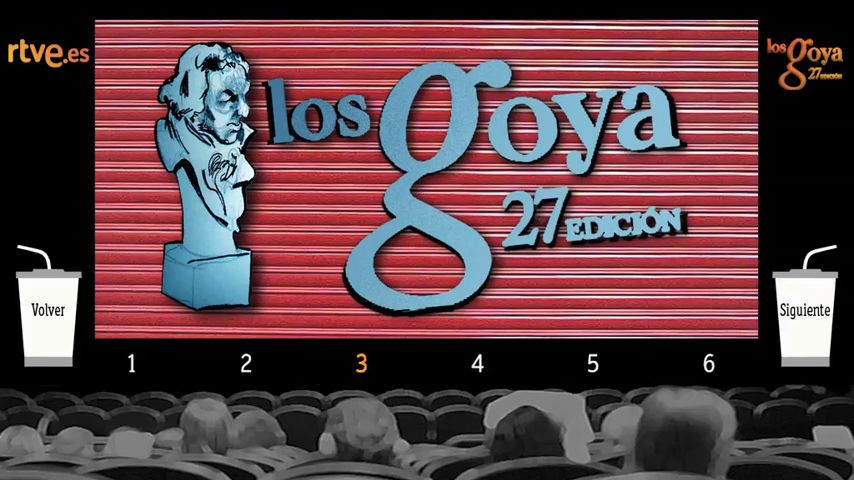 rtve.es
los goya
27 EDICIÓN
los goya
27 EDICIÓN
Volver
Siguiente
1 2 3 4 5 6